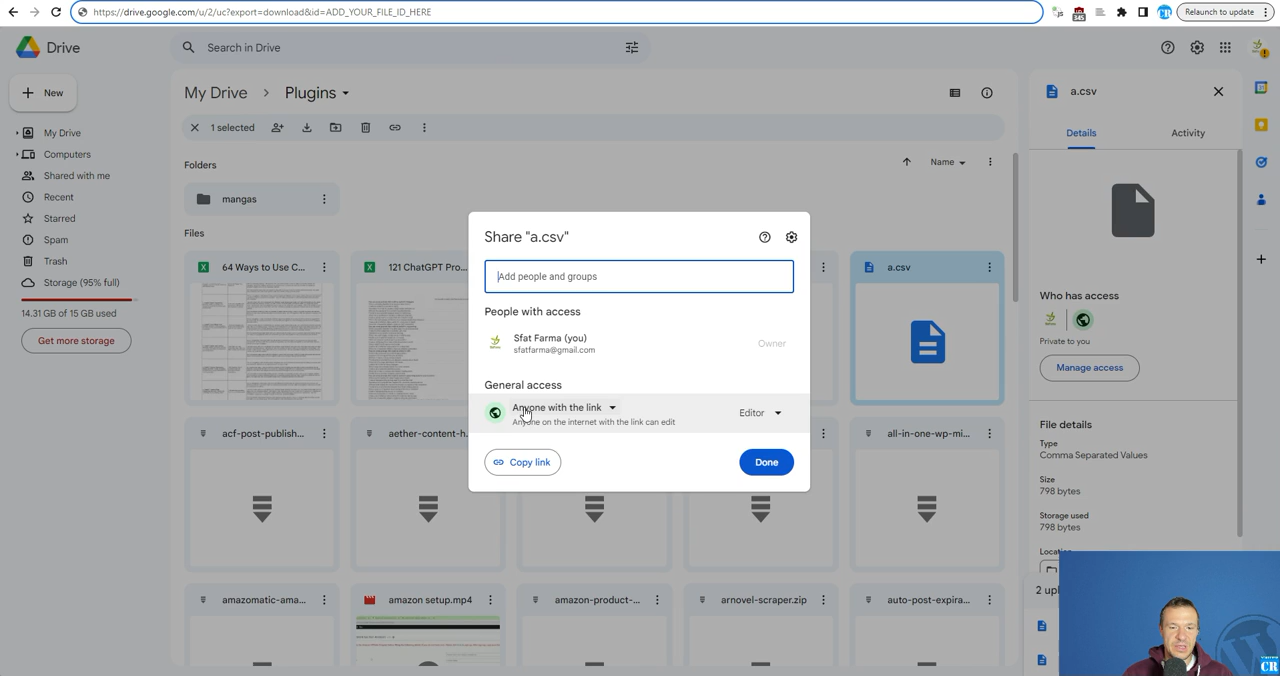 https://drive.google.com/u/2/uc?export=download&id=ADD_YOUR_FILE_ID_HERE
345
CR
Relaunch to update
Drive
Search in Drive
New
My Drive
Computers
Shared with me
Recent
Starred
Spam
Trash
Storage (95% full)
14.31 GB of 15 GB used
Get more storage
My Drive > Plugins
1 selected
Folders
Name
mangas
Files
64 Ways to Use C...
121 ChatGPT Pro...
a.csv
acf-post-publish...
aether-content-h...
all-in-one-wp-mi...
amazomatic-ama...
amazon setup.mp4
amazon-product-...
arnovel-scraper.zip
auto-post-expira...
Share "a.csv"
Add people and groups
People with access
Sfat Farma (you)
sfatfarma@gmail.com
Owner
General access
Anyone with the link
Anyone on the internet with the link can edit
Editor
Copy link
Done
a.csv
Details
Activity
Who has access
Private to you
Manage access
File details
Type
Comma Separated Values
Size
798 bytes
Storage used
798 bytes
Location
2 upl
CR